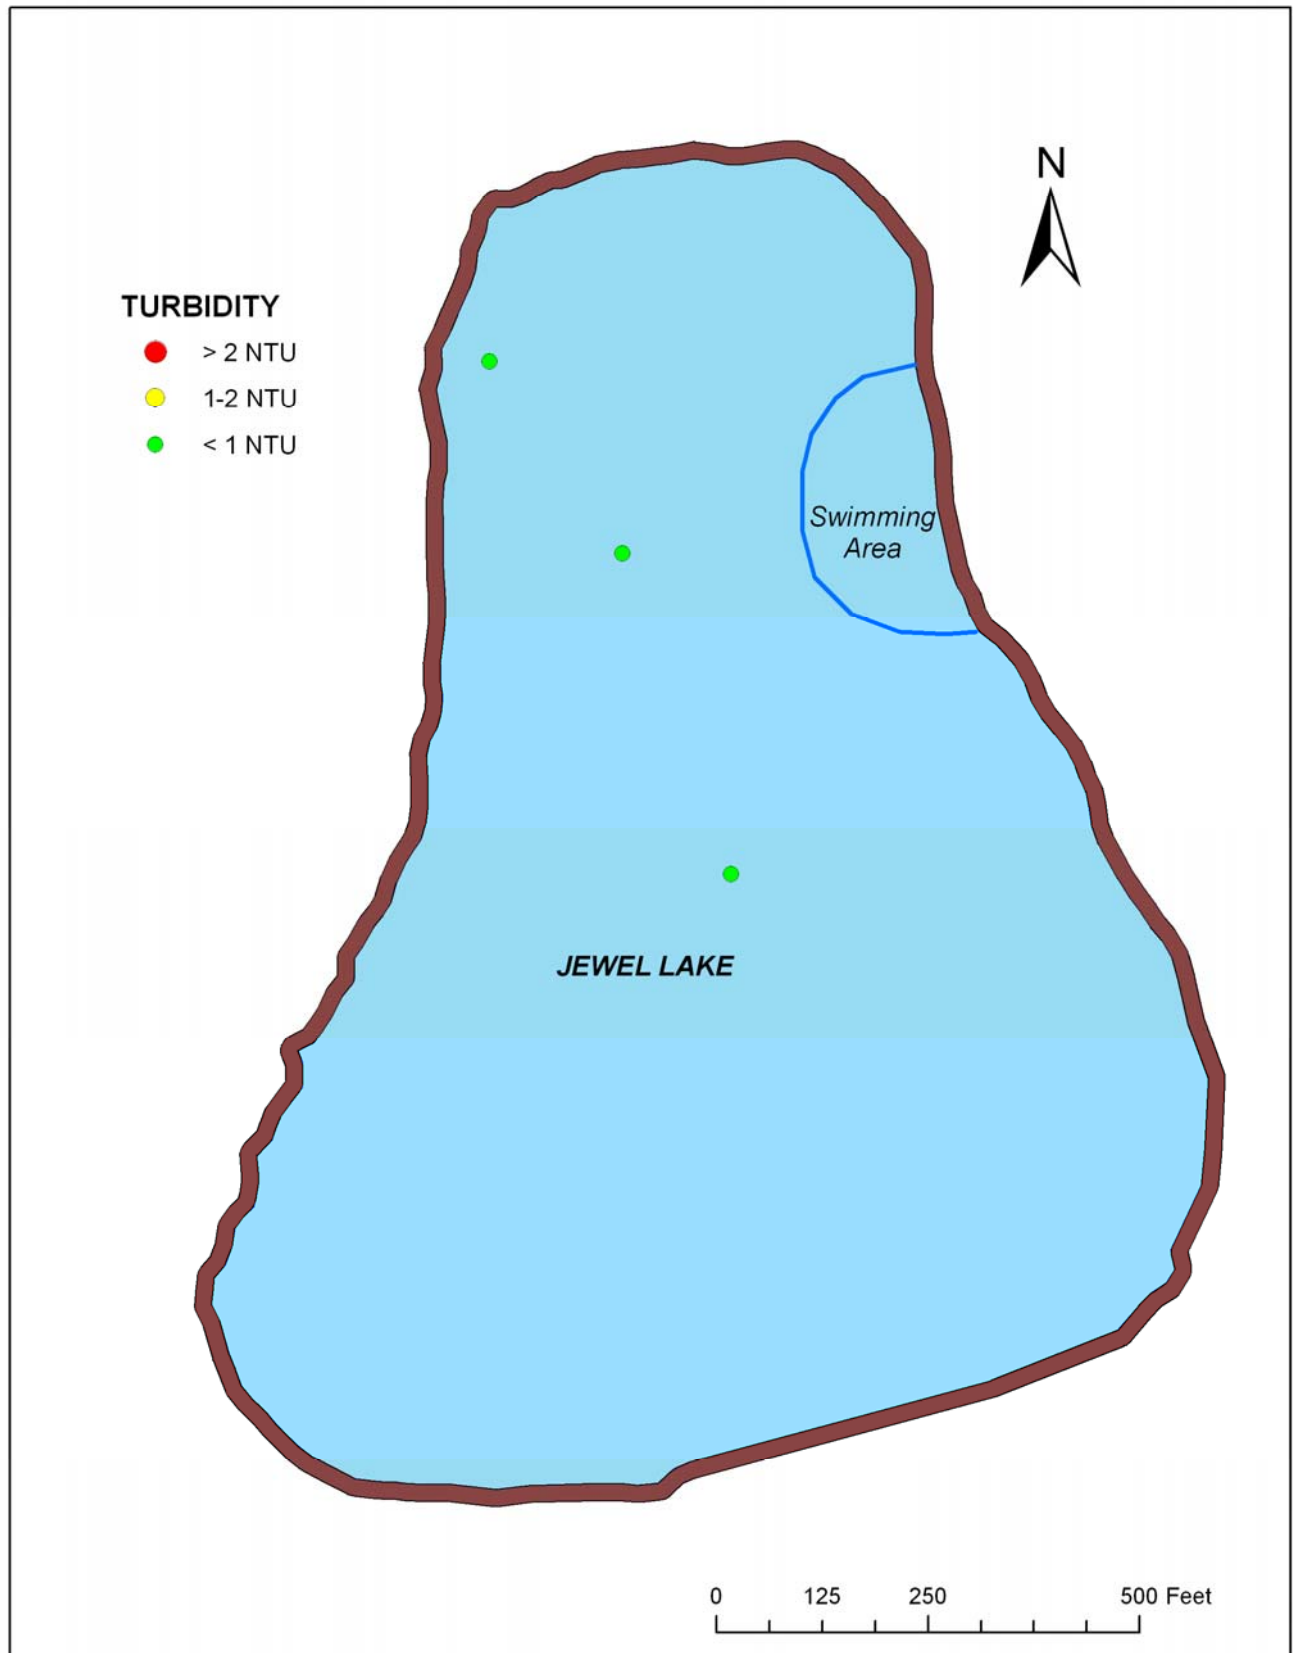 N
TURBIDITY
> 2 NTU
1-2 NTU
< 1 NTU
Swimming
Area
JEWEL LAKE
0 125 250 500 Feet